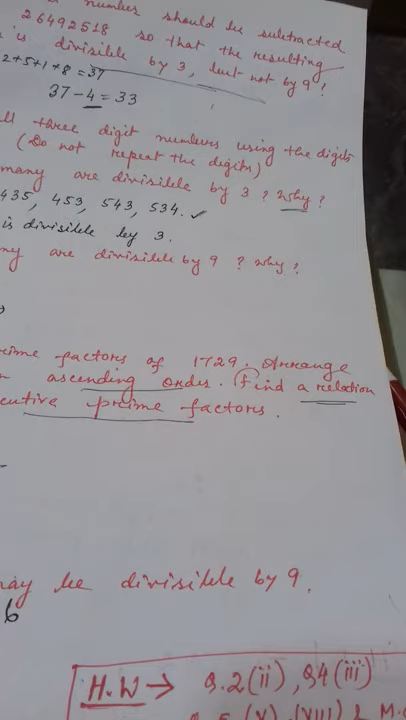 number should be subtracted
26492518 so that the resulting
is divisible by 3, but not by 9?
2+5+1+8 = 37
37 - 4 = 33
all three digit numbers using the digits
(Do not repeat the digits)
many are divisible by 3? Why?
435, 453, 543, 534. ✓
is divisible by 3.
many are divisible by 9? Why?
prime factors of 1729. Arrange
ascending order. Find a relation
prime factors.
may be divisible by 9.
6
H.W → Q.2(ii), Q4(iii)
(V), (VIII) &